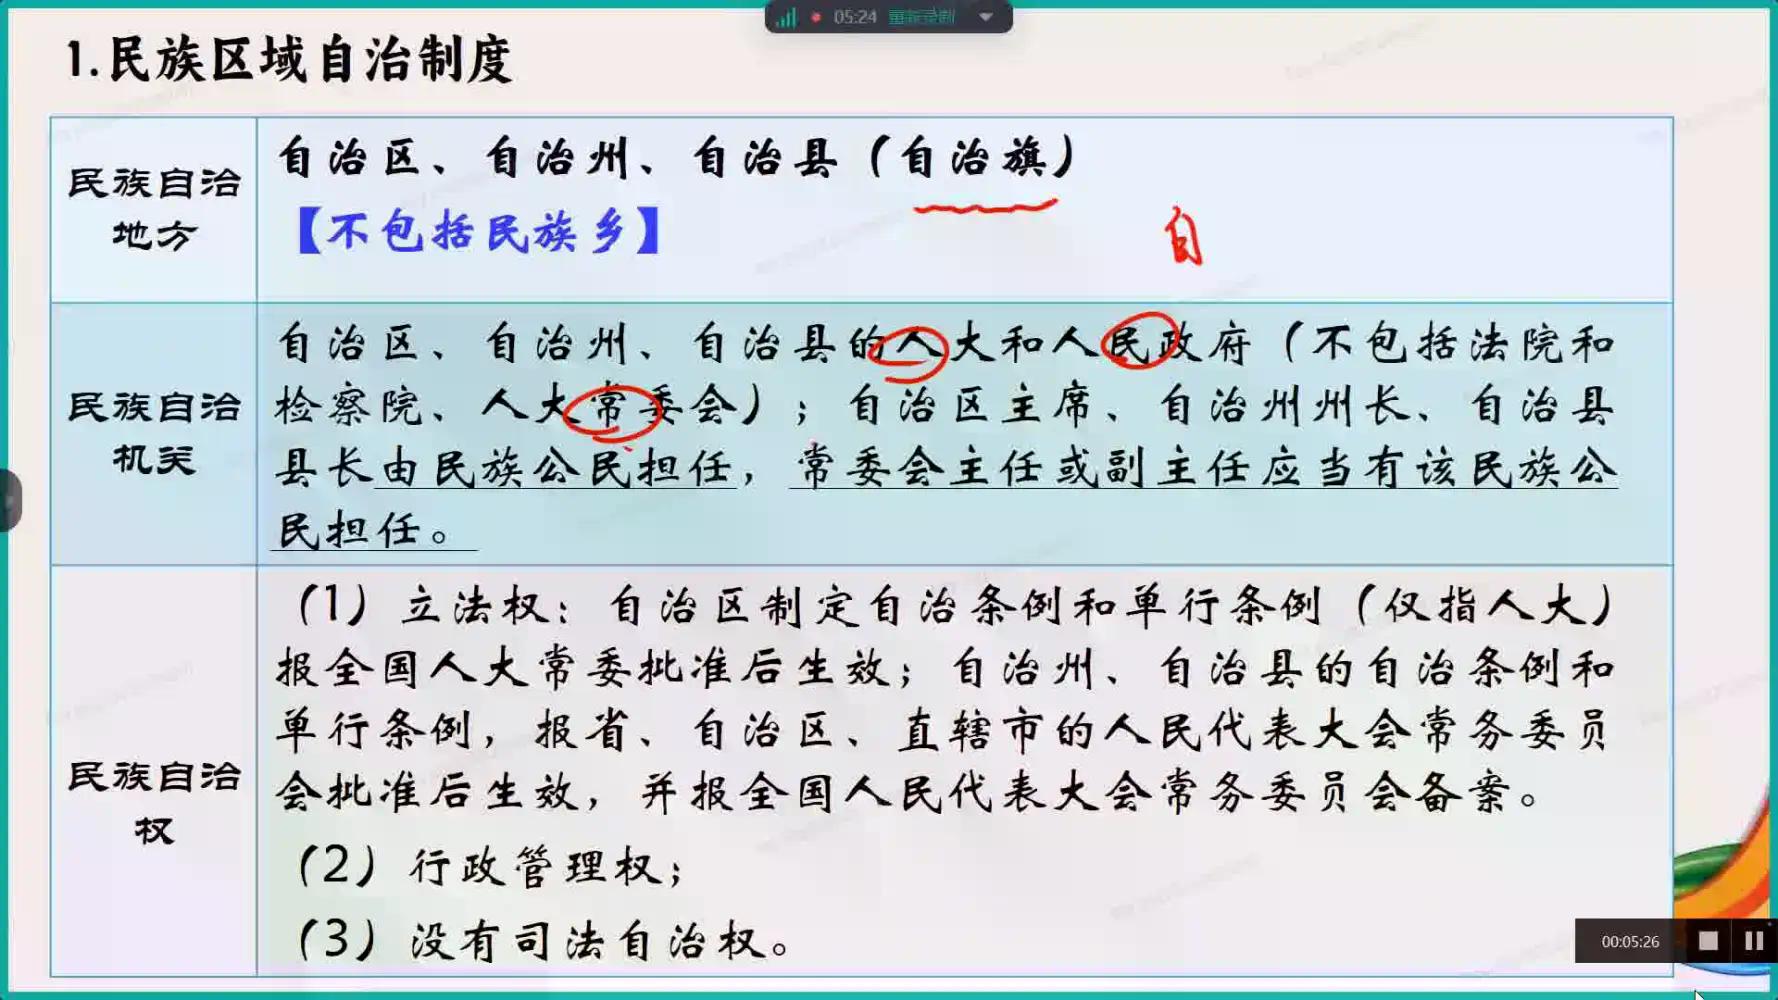 05:24 重新录制
1.民族区域自治制度
民族自治
地方
自治区、自治州、自治县（自治旗）
【不包括民族乡】
自
民族自治
机关
自治区、自治州、自治县的人大和人民政府（不包括法院和
检察院、人大常委会）；自治区主席、自治州州长、自治县
县长由民族公民担任，常委会主任或副主任应当有该民族公
民担任。
民族自治
权
（1）立法权：自治区制定自治条例和单行条例（仅指人大）
报全国人大常委批准后生效；自治州、自治县的自治条例和
单行条例，报省、自治区、直辖市的人民代表大会常务委员
会批准后生效，并报全国人民代表大会常务委员会备案。
（2）行政管理权；
（3）没有司法自治权。
00:05:26